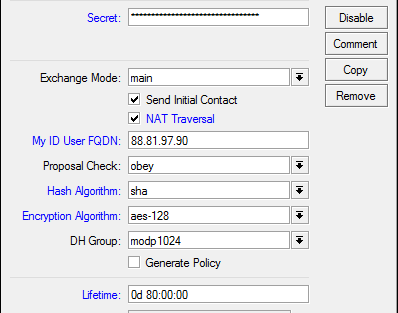 Secret: ********************************
Disable
Comment
Copy
Remove
Exchange Mode: main
Send Initial Contact
NAT Traversal
My ID User FQDN: 88.81.97.90
Proposal Check: obey
Hash Algorithm: sha
Encryption Algorithm: aes-128
DH Group: modp1024
Generate Policy
Lifetime: 0d 80:00:00